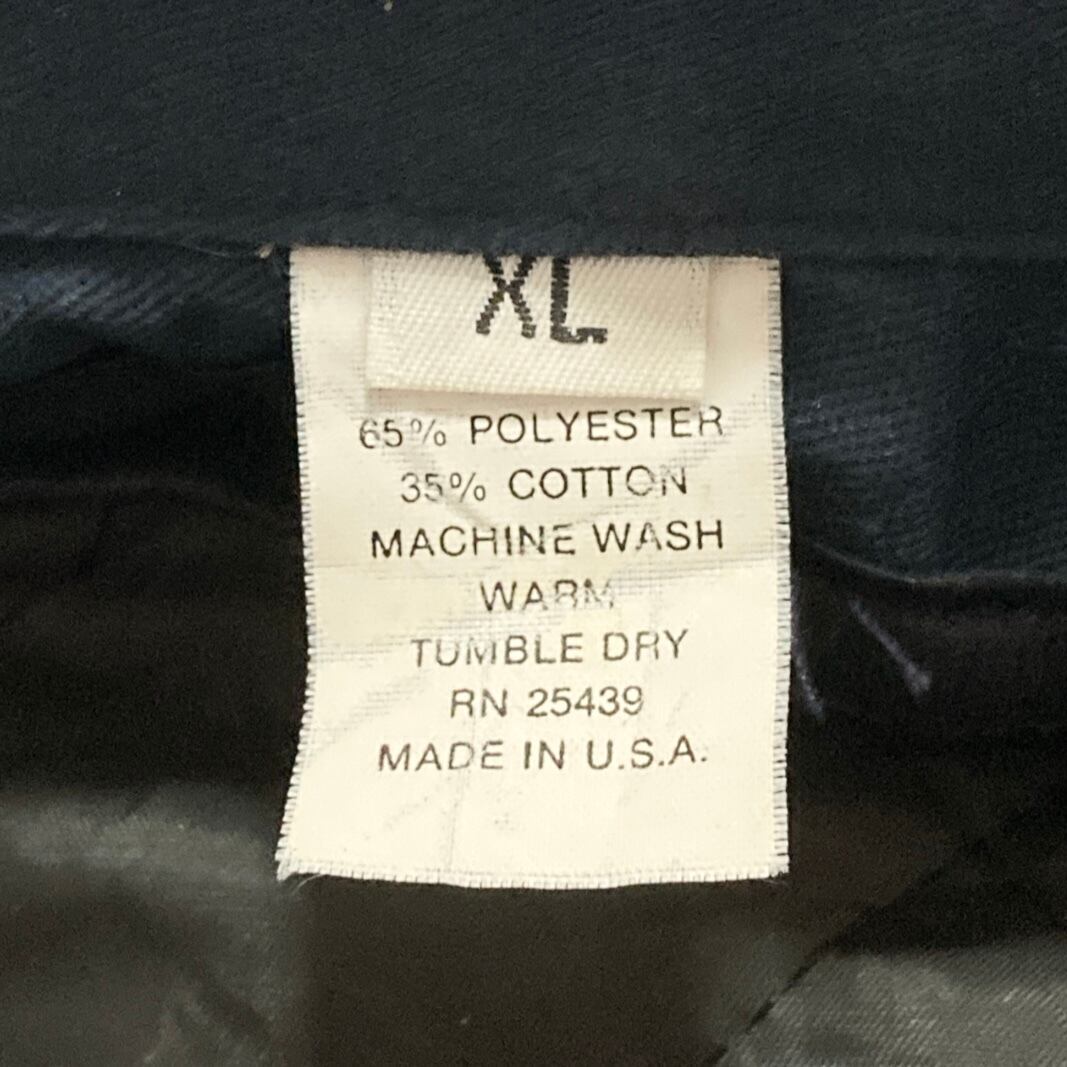 XL
65% POLYESTER
35% COTTON
MACHINE WASH
WARM
TUMBLE DRY
RN 25439
MADE IN U.S.A.